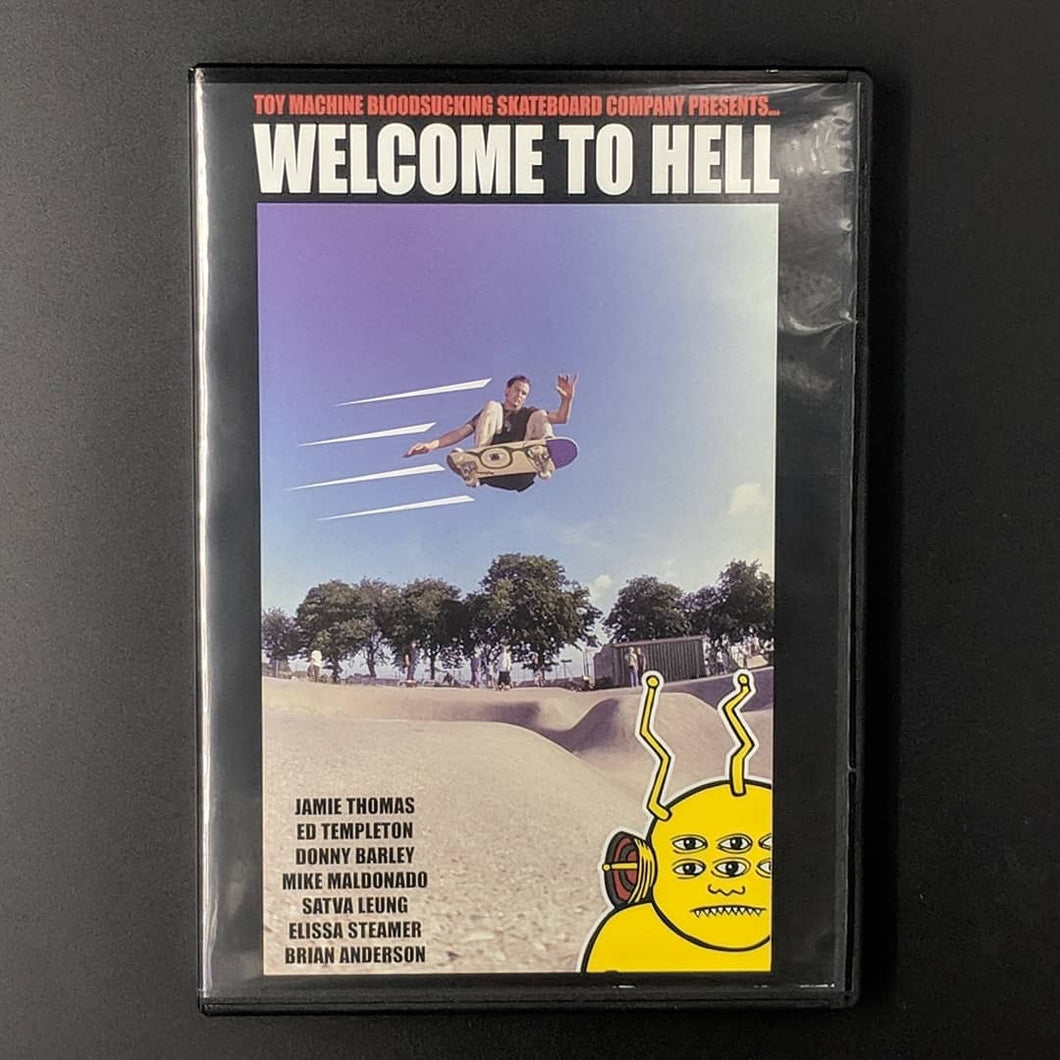 TOY MACHINE BLOODSUCKING SKATEBOARD COMPANY PRESENTS...
WELCOME TO HELL
JAMIE THOMAS
ED TEMPLETON
DONNY BARLEY
MIKE MALDONADO
SATVA LEUNG
ELISSA STEAMER
BRIAN ANDERSON